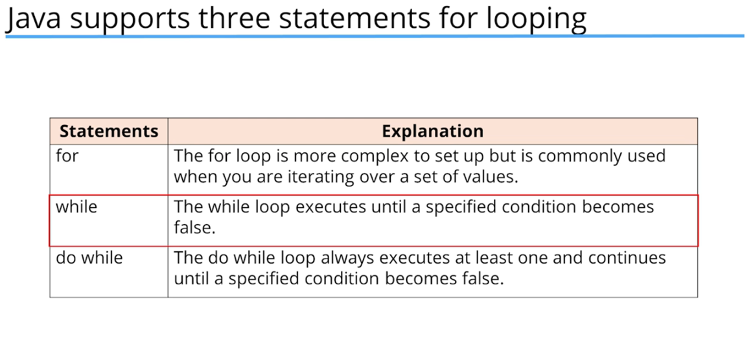 Java supports three statements for looping
Statements Explanation
for The for loop is more complex to set up but is commonly used
when you are iterating over a set of values.
while The while loop executes until a specified condition becomes
false.
do while The do while loop always executes at least one and continues
until a specified condition becomes false.